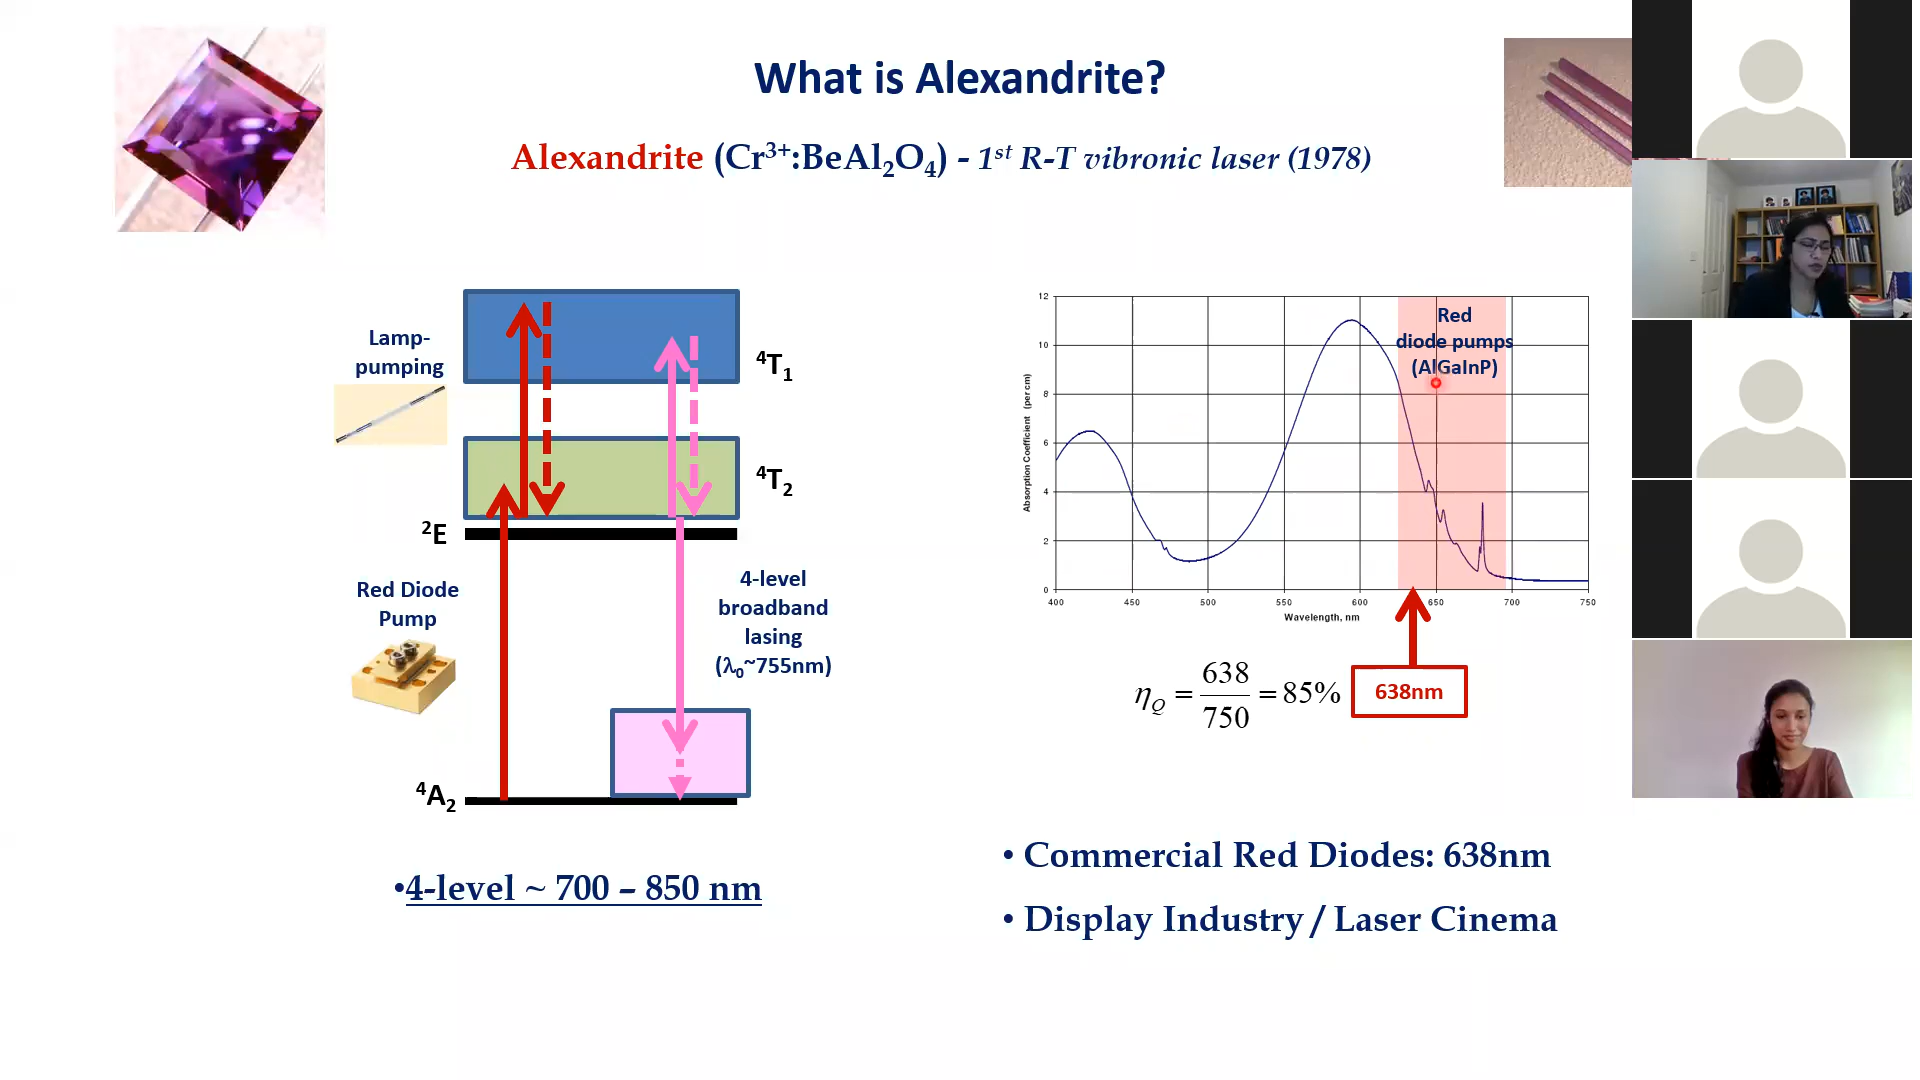 What is Alexandrite?
Alexandrite (Cr³⁺:BeAl₂O₄) - 1ˢᵗ R-T vibronic laser (1978)
Lamp-
pumping
⁴T₁
⁴T₂
²E
Red Diode
Pump
4-level
broadband
lasing
(λ₀~755nm)
⁴A₂
•4-level ~ 700 – 850 nm
Red
diode pumps
(AlGaInP)
Absorption Coefficient (per cm)
12
10
8
6
4
2
0
400 450 500 550 600 650 700 750
Wavelength, nm
η_Q = 638/750 = 85%
638nm
• Commercial Red Diodes: 638nm
• Display Industry / Laser Cinema